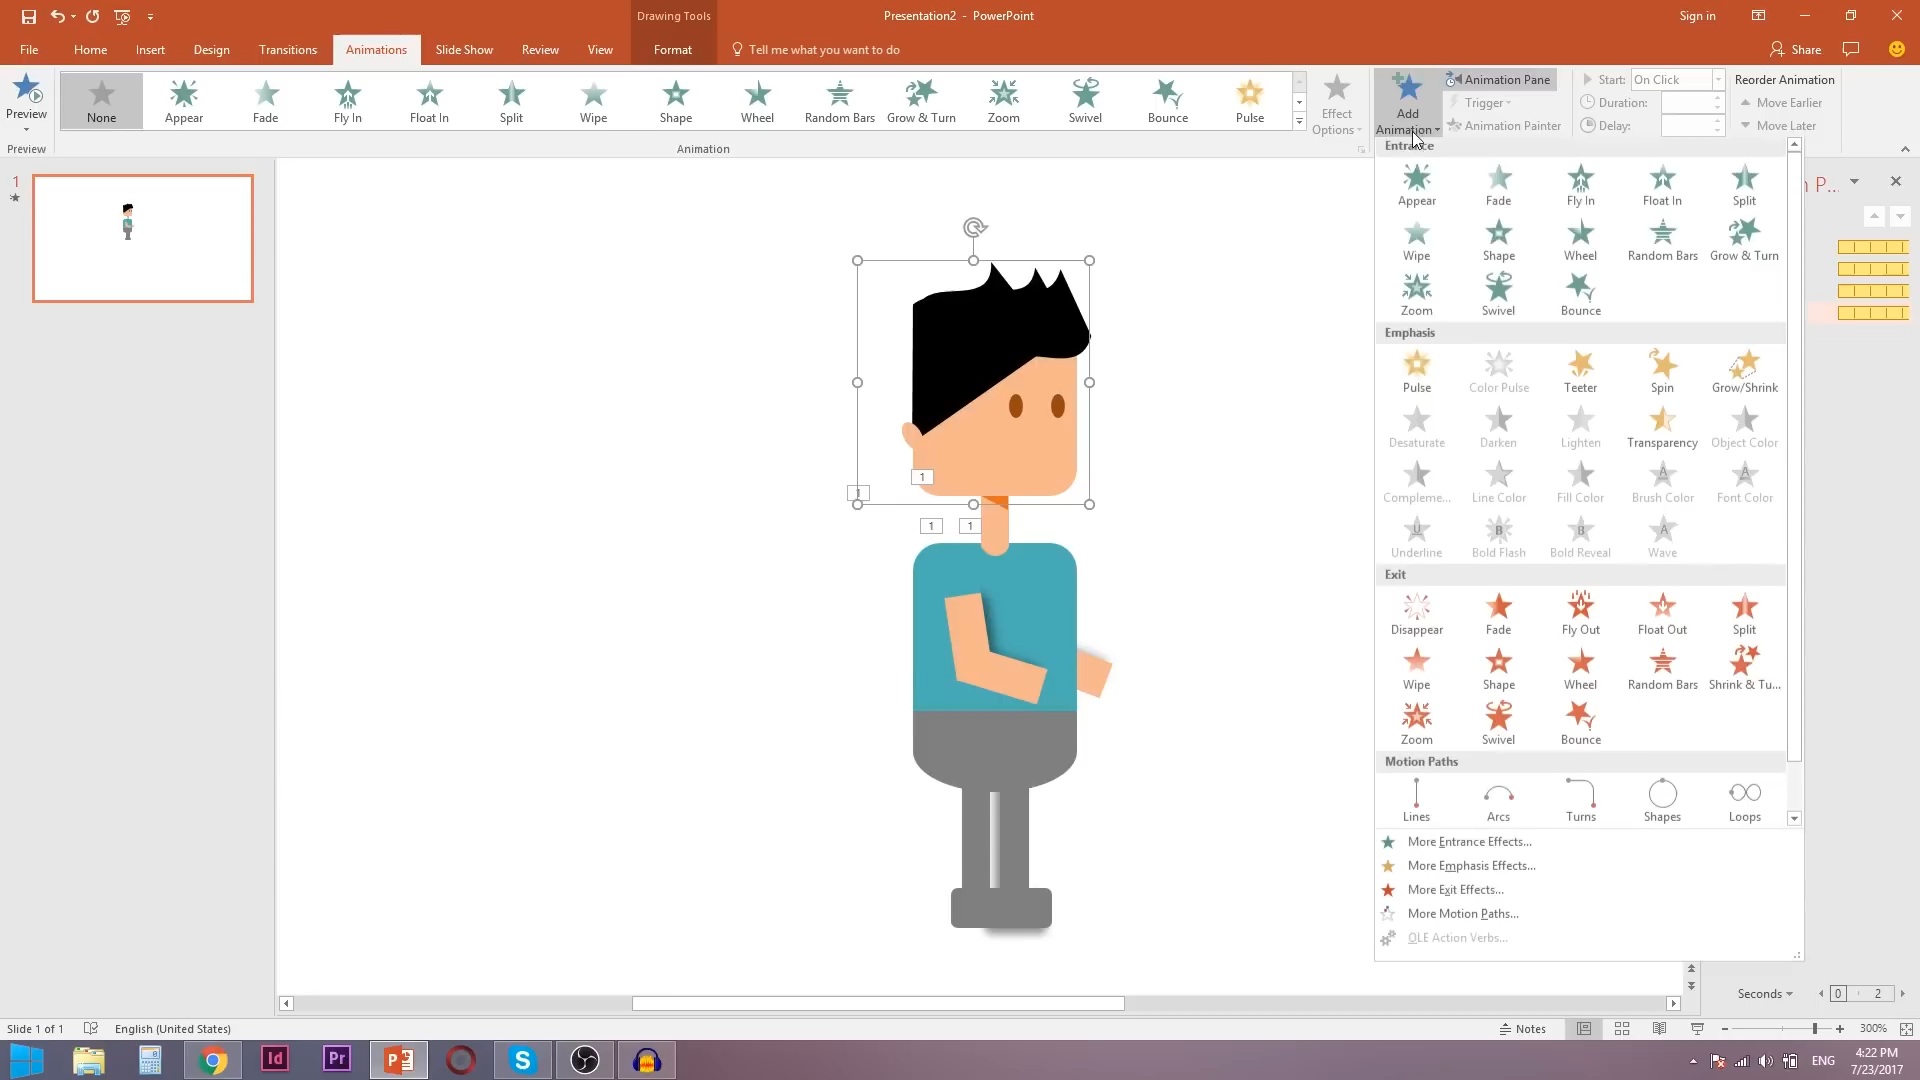 Drawing Tools
Presentation2 - PowerPoint
Sign in
File Home Insert Design Transitions Animations Slide Show Review View Format Tell me what you want to do
Share
Preview
None Appear Fade Fly In Float In Split Wipe Shape Wheel Random Bars Grow & Turn Zoom Swivel Bounce Pulse
Effect
Options
Add
Animation
Animation Pane
Trigger
Animation Painter
Start: On Click
Duration:
Delay:
Reorder Animation
Move Earlier
Move Later
Preview
Animation
Entrance
Appear Fade Fly In Float In Split
Wipe Shape Wheel Random Bars Grow & Turn
Zoom Swivel Bounce
Emphasis
Pulse Color Pulse Teeter Spin Grow/Shrink
Desaturate Darken Lighten Transparency Object Color
Compleme... Line Color Fill Color Brush Color Font Color
Underline Bold Flash Bold Reveal Wave
Exit
Disappear Fade Fly Out Float Out Split
Wipe Shape Wheel Random Bars Shrink & Tu...
Zoom Swivel Bounce
Motion Paths
Lines Arcs Turns Shapes Loops
More Entrance Effects...
More Emphasis Effects...
More Exit Effects...
More Motion Paths...
OLE Action Verbs...
P...
1
1
1
1 1
Seconds 0 2
Slide 1 of 1 English (United States)
Notes
300%
Id Pr
ENG
4:22 PM
7/23/2017